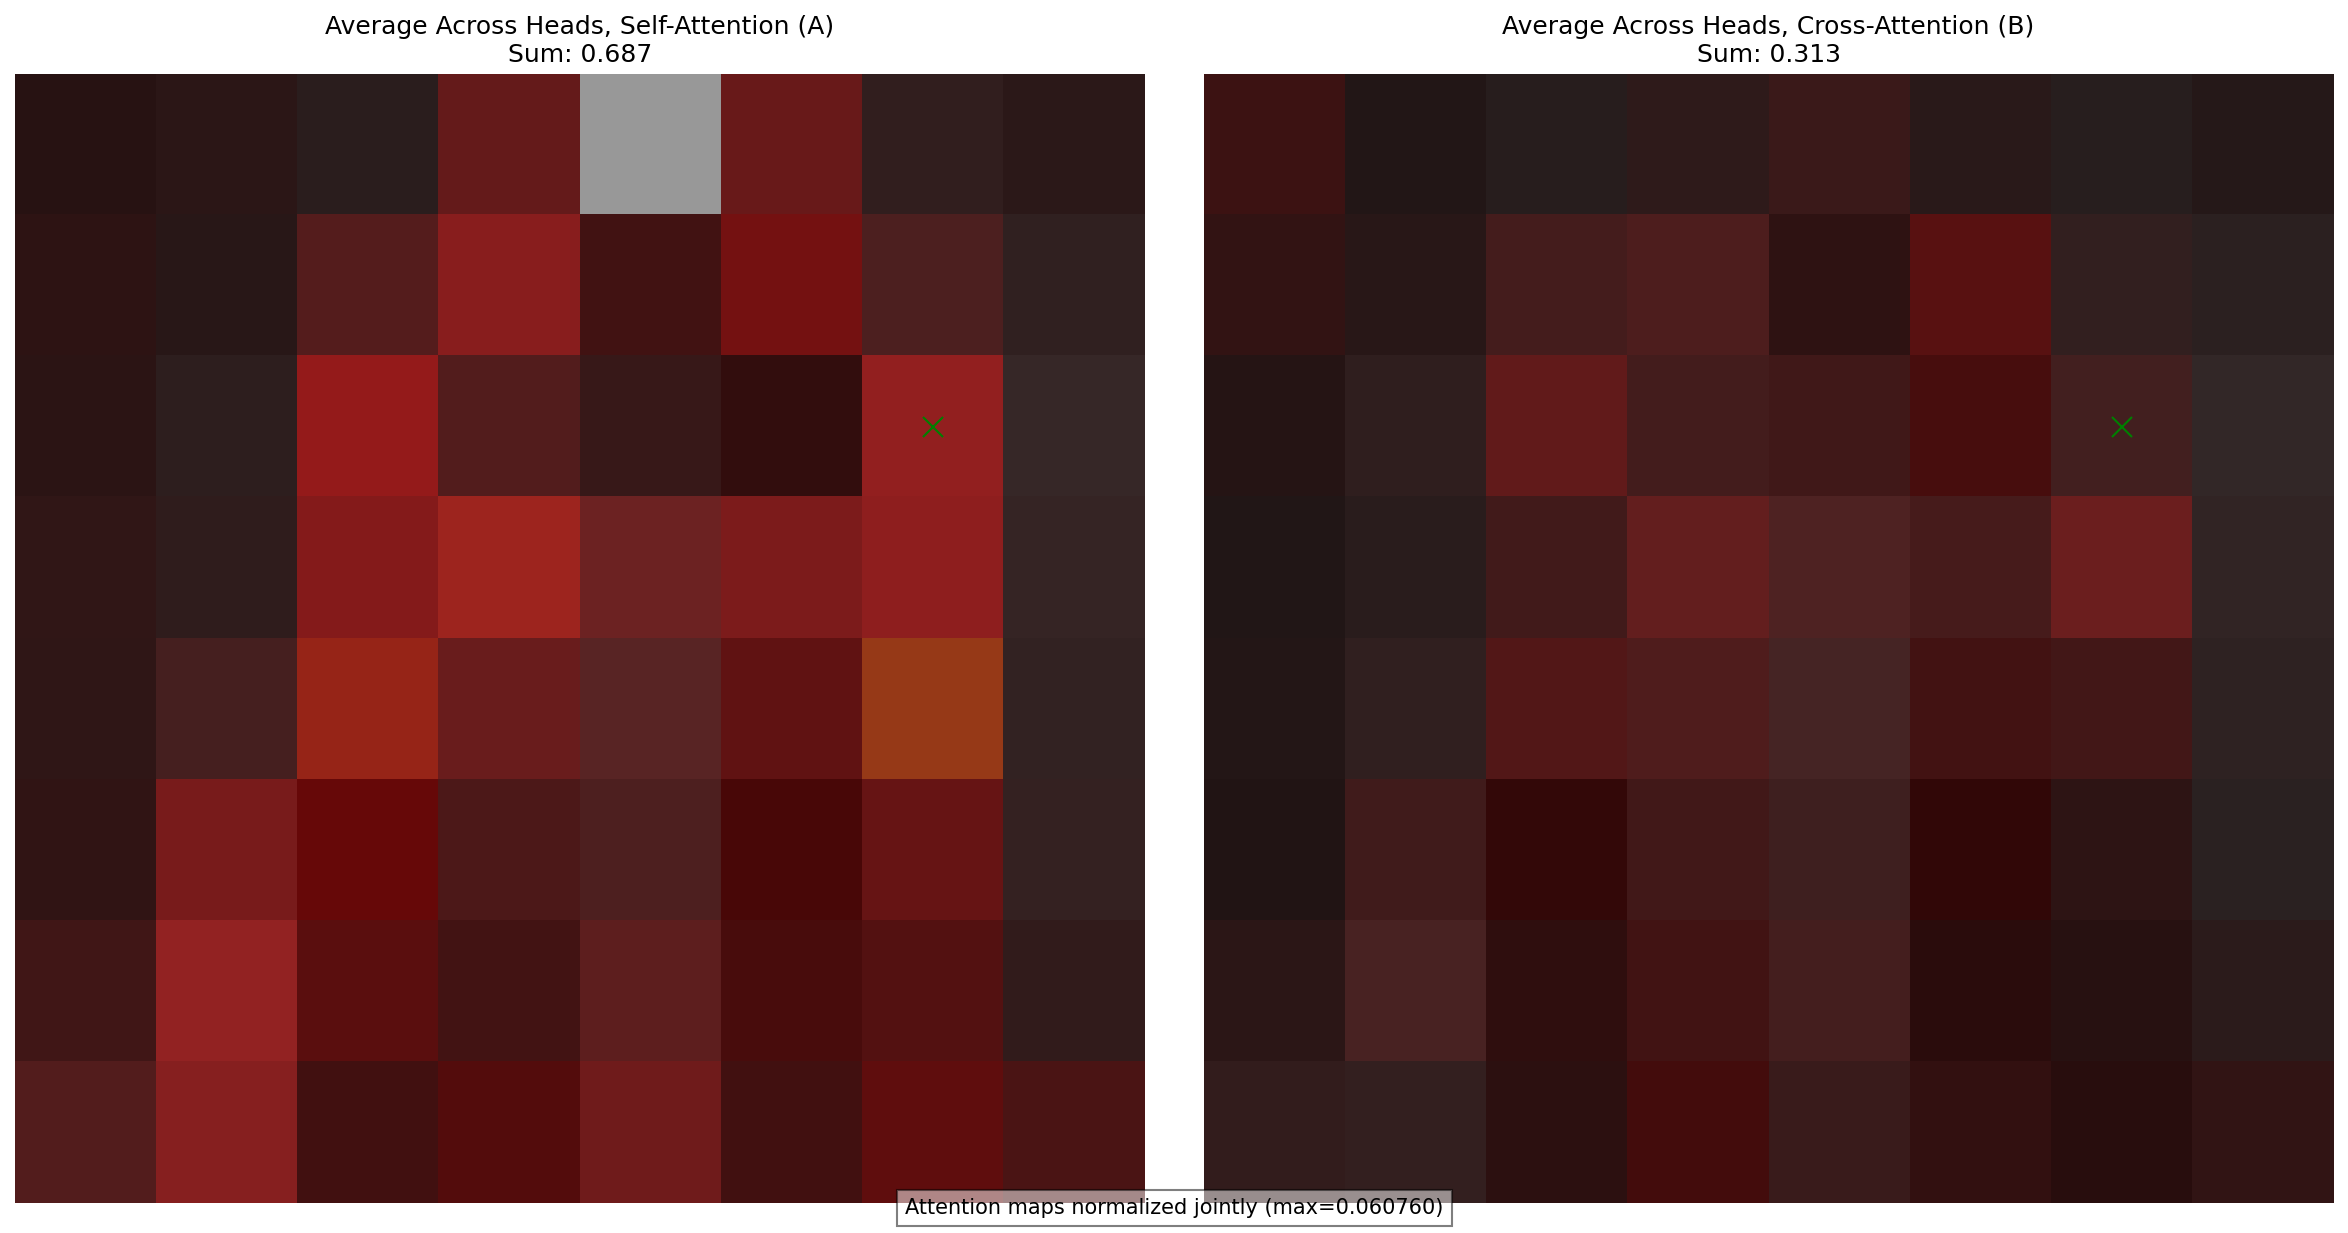 Average Across Heads, Self-Attention (A)
Sum: 0.687
Average Across Heads, Cross-Attention (B)
Sum: 0.313
Attention maps normalized jointly (max=0.060760)